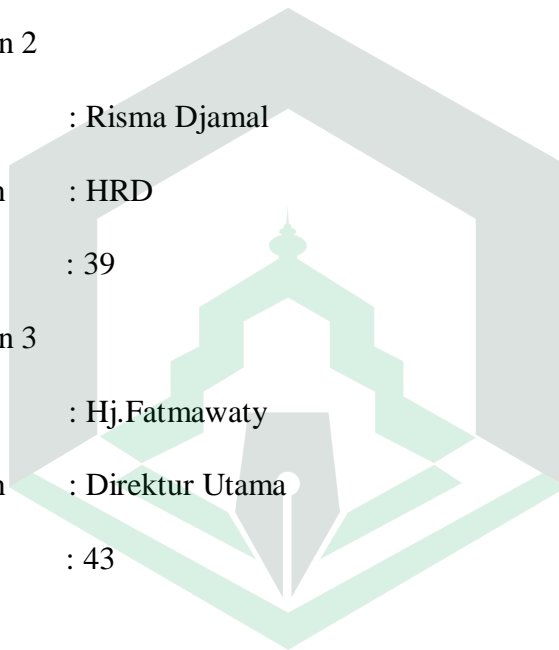 n 2
: Risma Djamal
n : HRD
: 39
n 3
: Hj.Fatmawaty
n : Direktur Utama
: 43